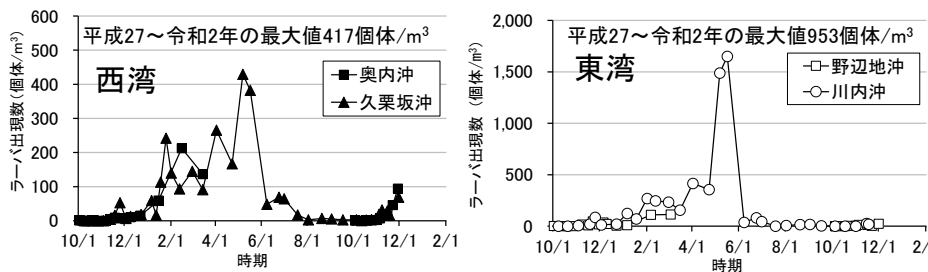 平成27～令和2年の最大値417個体/m³
西湾
奥内沖
久栗坂沖
ラーバ出現数(個体/m³)
600
500
400
300
200
100
0
10/1 12/1 2/1 4/1 6/1 8/1 10/1 12/1 2/1
時期
平成27～令和2年の最大値953個体/m³
東湾
野辺地沖
川内沖
ラーバ出現数 (個体/m³)
2,000
1,500
1,000
500
0
10/1 12/1 2/1 4/1 6/1 8/1 10/1 12/1 2/1
時期